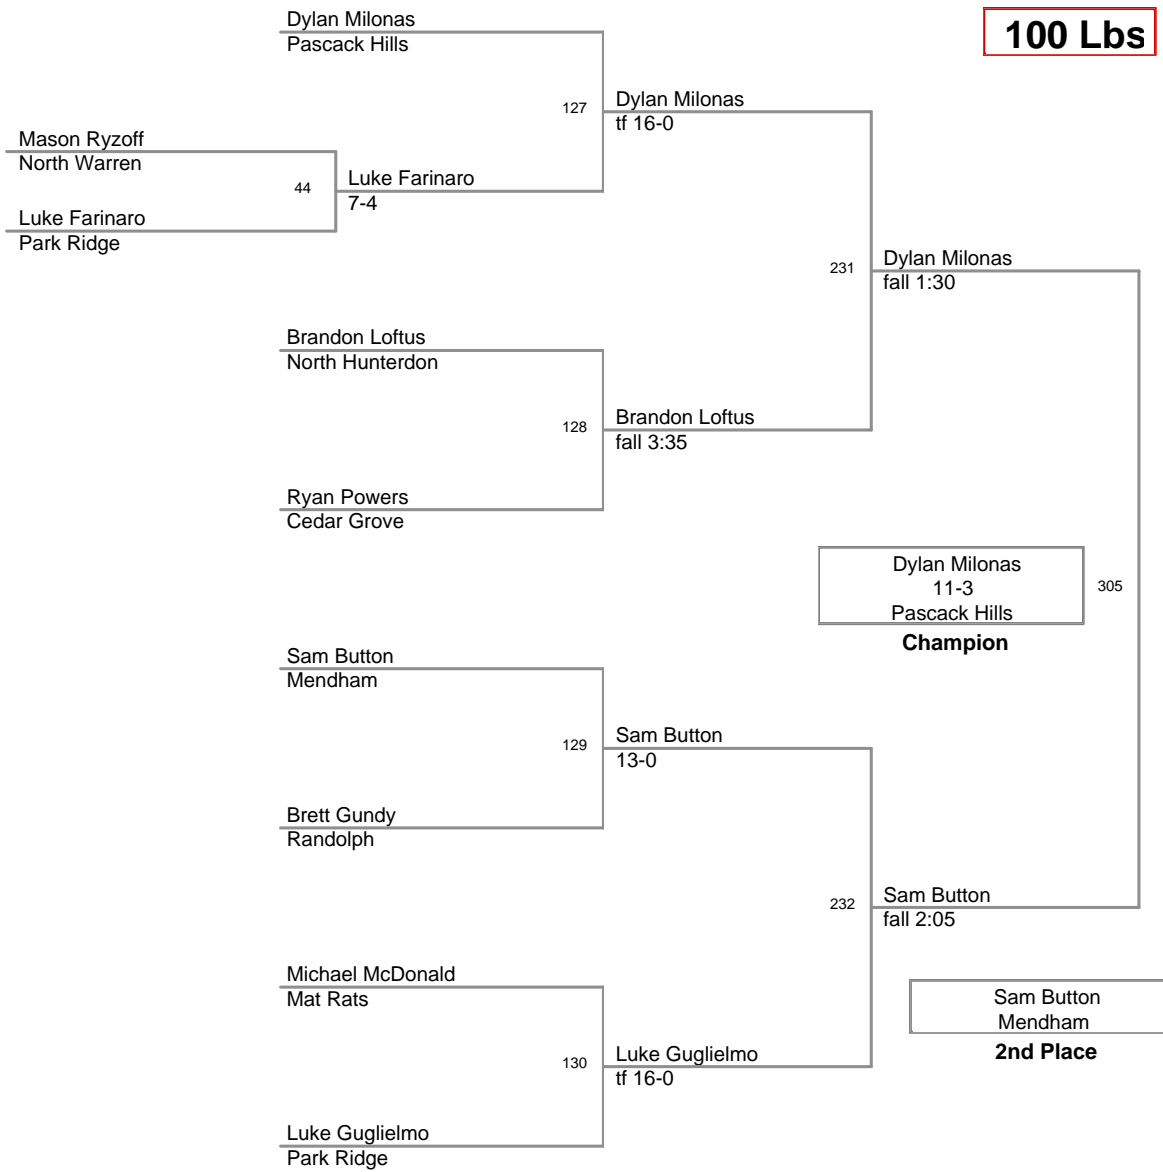 Dylan Milonas
Pascack Hills
100 Lbs
127
Dylan Milonas
tf 16-0
Mason Ryzoff
North Warren
44
Luke Farinaro
7-4
Luke Farinaro
Park Ridge
231
Dylan Milonas
fall 1:30
Brandon Loftus
North Hunterdon
128
Brandon Loftus
fall 3:35
Ryan Powers
Cedar Grove
Dylan Milonas
11-3
Pascack Hills
305
Champion
Sam Button
Mendham
129
Sam Button
13-0
Brett Gundy
Randolph
232
Sam Button
fall 2:05
Michael McDonald
Mat Rats
Sam Button
Mendham
2nd Place
130
Luke Guglielmo
tf 16-0
Luke Guglielmo
Park Ridge